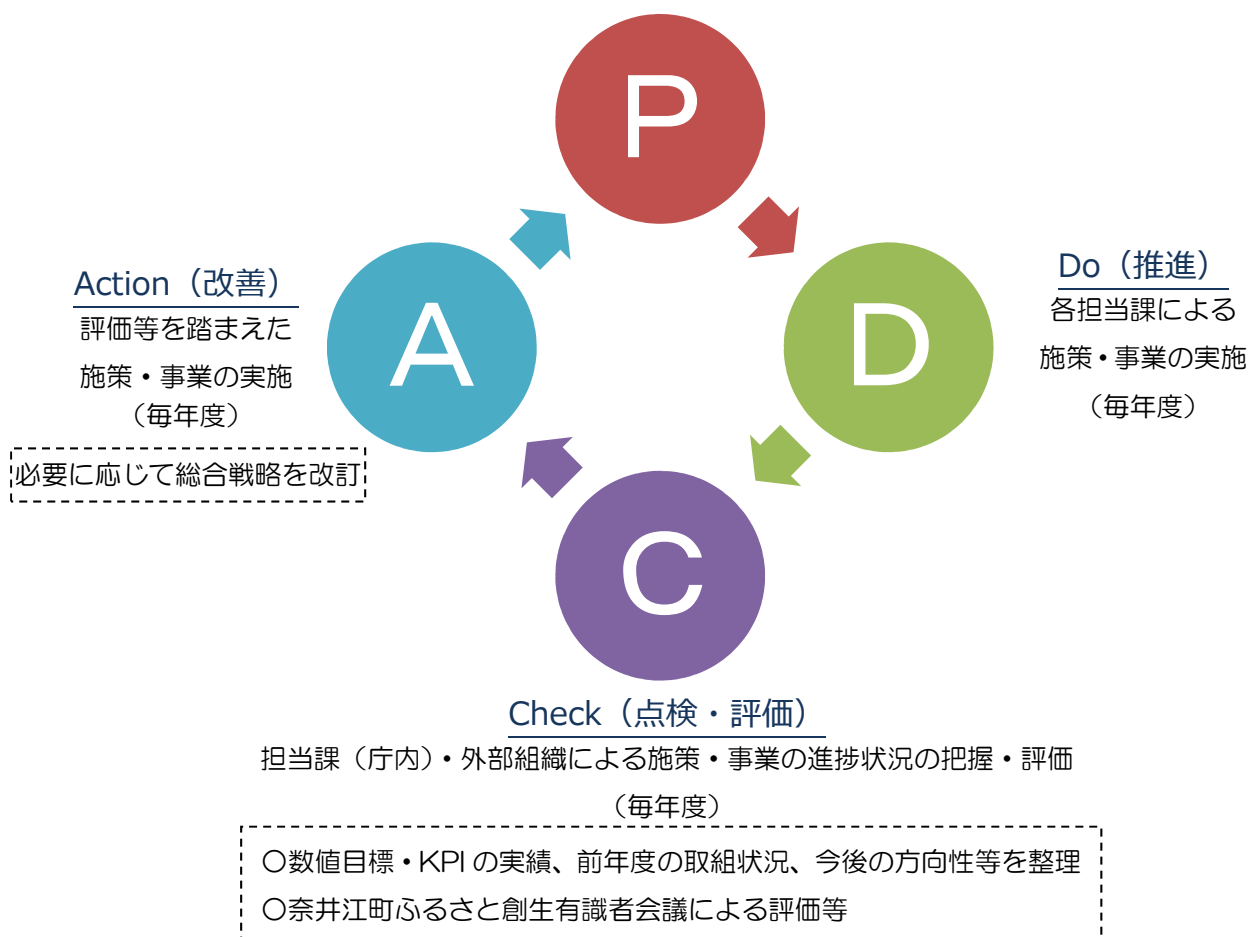 P
Action（改善）
評価等を踏まえた
施策・事業の実施
（毎年度）
必要に応じて総合戦略を改訂
A
D
Do（推進）
各担当課による
施策・事業の実施
（毎年度）
C
Check（点検・評価）
担当課（庁内）・外部組織による施策・事業の進捗状況の把握・評価
（毎年度）
〇数値目標・KPIの実績、前年度の取組状況、今後の方向性等を整理
〇奈井江町ふるさと創生有識者会議による評価等